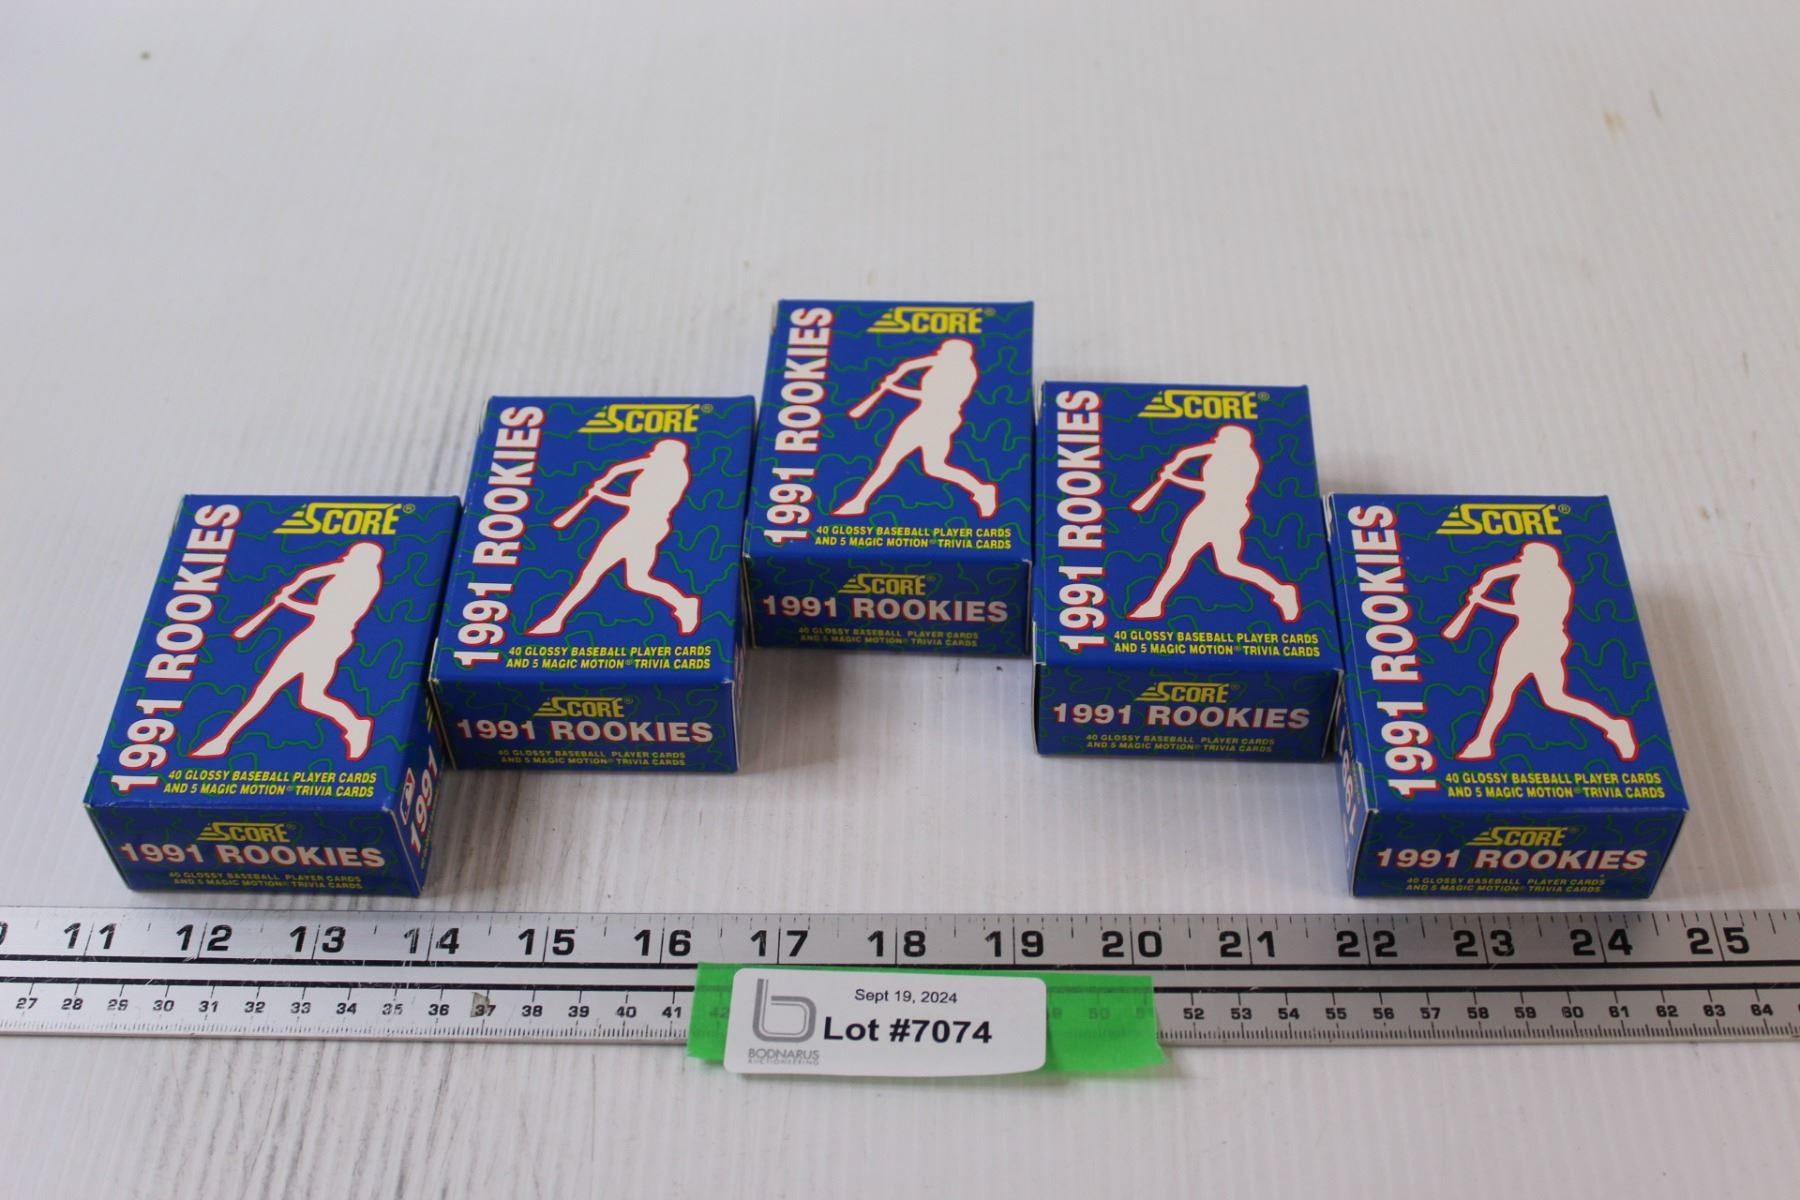 SCORE®
1991 ROOKIES
40 GLOSSY BASEBALL PLAYER CARDS
AND 5 MAGIC MOTION® TRIVIA CARDS
SCORE®
1991 ROOKIES
40 GLOSSY BASEBALL PLAYER CARDS
AND 5 MAGIC MOTION® TRIVIA CARDS
1991
SCORE®
1991 ROOKIES
40 GLOSSY BASEBALL PLAYER CARDS
AND 5 MAGIC MOTION® TRIVIA CARDS
SCORE®
1991 ROOKIES
40 GLOSSY BASEBALL PLAYER CARDS
AND 5 MAGIC MOTION® TRIVIA CARDS
SCORE®
1991 ROOKIES
40 GLOSSY BASEBALL PLAYER CARDS
AND 5 MAGIC MOTION® TRIVIA CARDS
SCORE®
1991 ROOKIES
40 GLOSSY BASEBALL PLAYER CARDS
AND 5 MAGIC MOTION® TRIVIA CARDS
SCORE®
1991 ROOKIES
40 GLOSSY BASEBALL PLAYER CARDS
AND 5 MAGIC MOTION® TRIVIA CARDS
SCORE®
1991 ROOKIES
40 GLOSSY BASEBALL PLAYER CARDS
AND 5 MAGIC MOTION® TRIVIA CARDS
SCORE®
1991 ROOKIES
40 GLOSSY BASEBALL PLAYER CARDS
AND 5 MAGIC MOTION® TRIVIA CARDS
1991
SCORE®
1991 ROOKIES
40 GLOSSY BASEBALL PLAYER CARDS
AND 5 MAGIC MOTION® TRIVIA CARDS
11 12 13 14 15 16 17 18 19 20 21 22 23 24 25
27 28 29 30 31 32 33 34 35 36 37 38 39 40 41 42 50 51 52 53 54 55 56 57 58 59 60 61 62 63 64
Sept 19, 2024
Lot #7074
BODNARUS
AUCTIONEERING